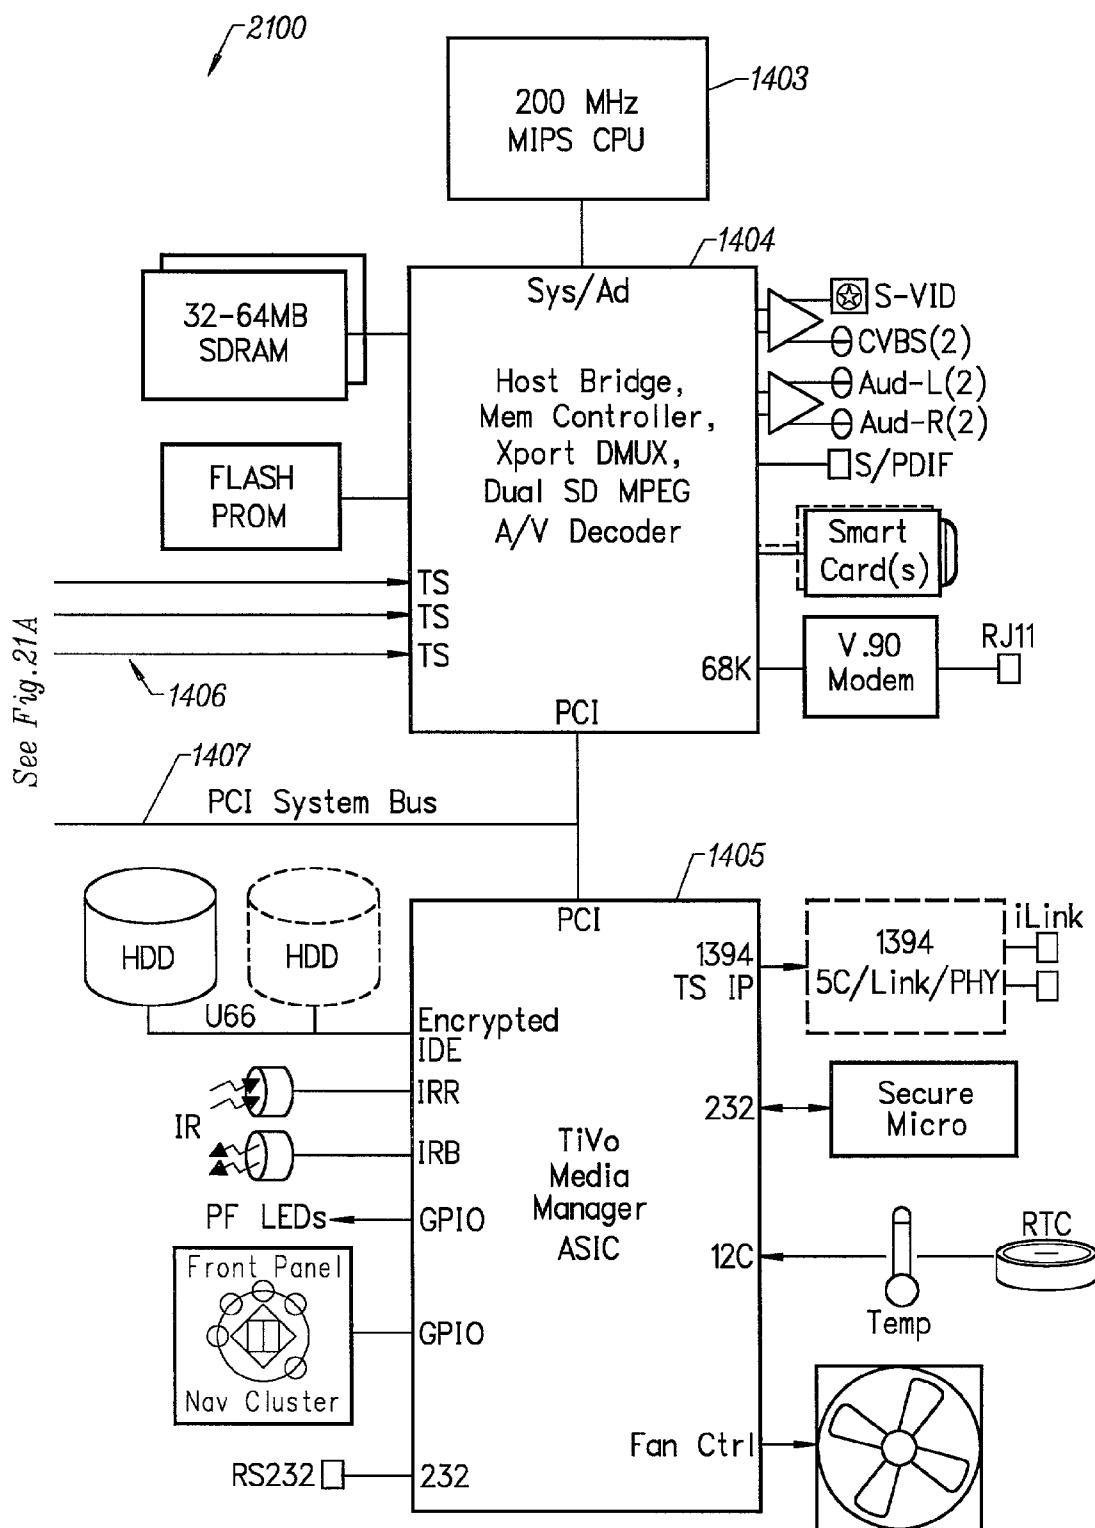 2100
200 MHz
MIPS CPU
1403
1404
Sys/Ad
32-64MB
SDRAM
S-VID
CVBS(2)
Host Bridge,
Mem Controller,
Xport DMUX,
Dual SD MPEG
A/V Decoder
Aud-L(2)
Aud-R(2)
S/PDIF
FLASH
PROM
Smart
Card(s)
TS
TS
TS
1406
68K
V.90
Modem
RJ11
PCI
See Fig.21A
1407
PCI System Bus
1405
HDD
HDD
U66
PCI
1394
TS IP
1394
5C/Link/PHY
iLink
Encrypted
IDE
IR
IRR
IRB
232
Secure
Micro
TiVo
Media
Manager
ASIC
PF LEDs
GPIO
12C
Temp
RTC
Front Panel
Nav Cluster
GPIO
Fan Ctrl
RS232
232